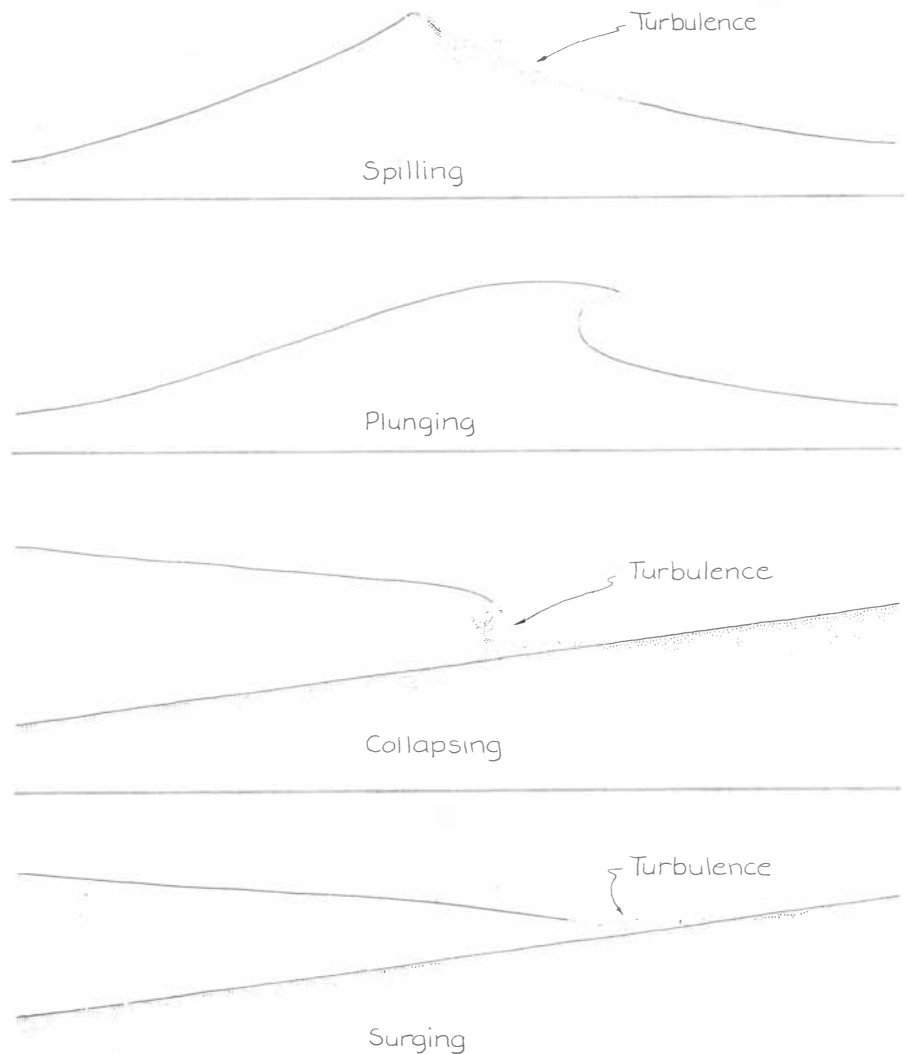 Turbulence
Spilling
Plunging
Turbulence
Collapsing
Turbulence
Surging